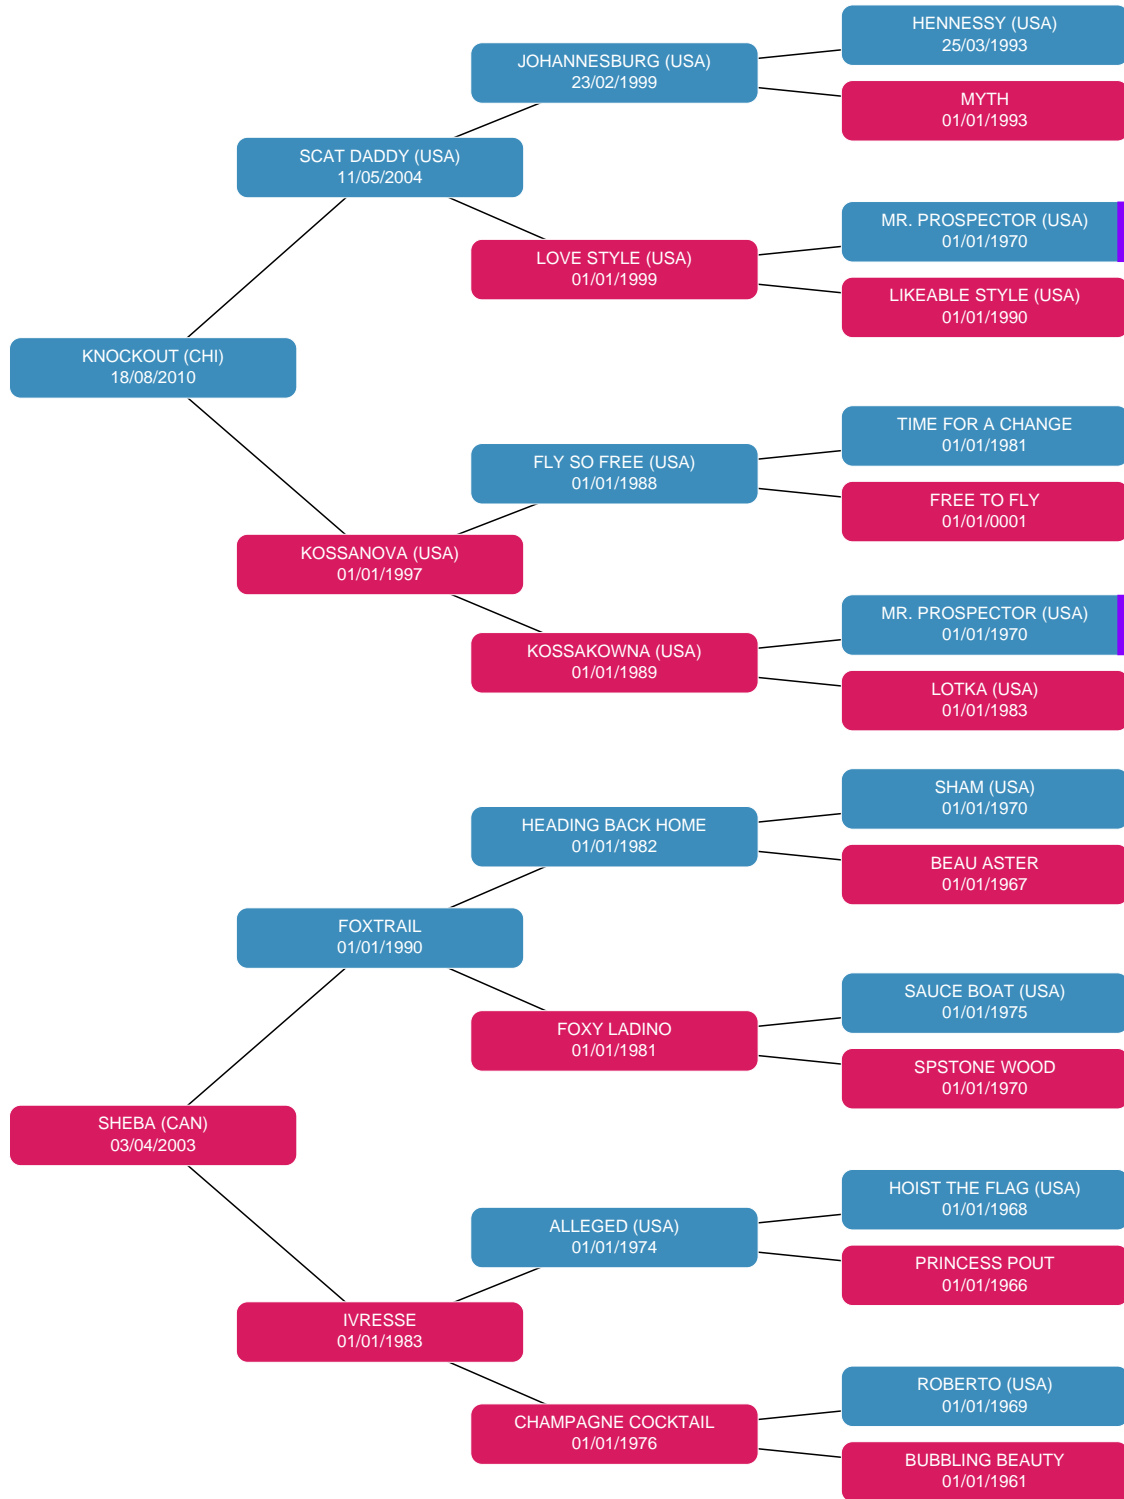 HENNESSY (USA)
25/03/1993
JOHANNESBURG (USA)
23/02/1999
MYTH
01/01/1993
SCAT DADDY (USA)
11/05/2004
MR. PROSPECTOR (USA)
01/01/1970
LOVE STYLE (USA)
01/01/1999
LIKEABLE STYLE (USA)
01/01/1990
KNOCKOUT (CHI)
18/08/2010
TIME FOR A CHANGE
01/01/1981
FLY SO FREE (USA)
01/01/1988
FREE TO FLY
01/01/0001
KOSSANOVA (USA)
01/01/1997
MR. PROSPECTOR (USA)
01/01/1970
KOSSAKOWNA (USA)
01/01/1989
LOTKA (USA)
01/01/1983
SHAM (USA)
01/01/1970
HEADING BACK HOME
01/01/1982
BEAU ASTER
01/01/1967
FOXTRAIL
01/01/1990
SAUCE BOAT (USA)
01/01/1975
FOXY LADINO
01/01/1981
SPSTONE WOOD
01/01/1970
SHEBA (CAN)
03/04/2003
HOIST THE FLAG (USA)
01/01/1968
ALLEGED (USA)
01/01/1974
PRINCESS POUT
01/01/1966
IVRESSE
01/01/1983
ROBERTO (USA)
01/01/1969
CHAMPAGNE COCKTAIL
01/01/1976
BUBBLING BEAUTY
01/01/1961